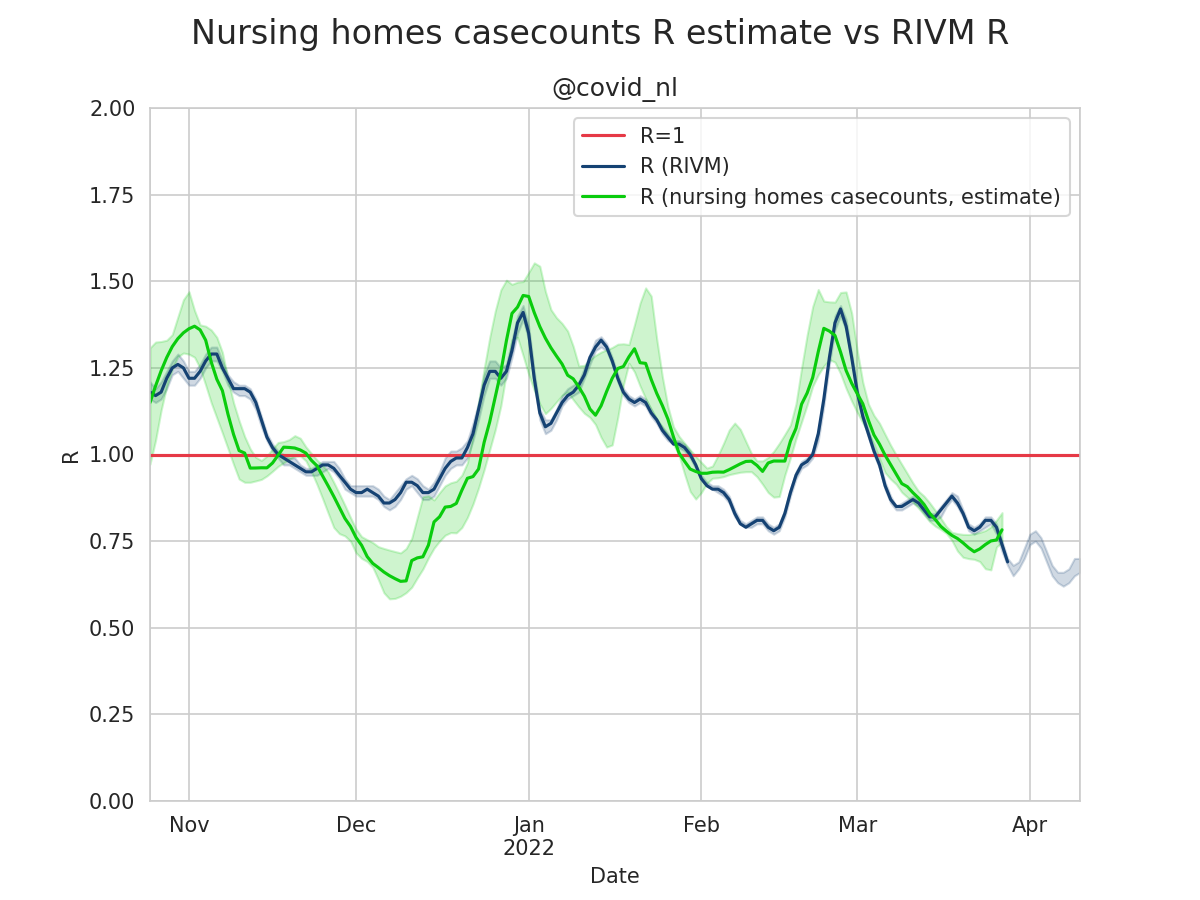 Nursing homes casecounts R estimate vs RIVM R
@covid_nl
R=1
R (RIVM)
R (nursing homes casecounts, estimate)
2.00
1.75
1.50
1.25
1.00
0.75
0.50
0.25
0.00
R
Nov Dec Jan Feb Mar Apr
2022
Date